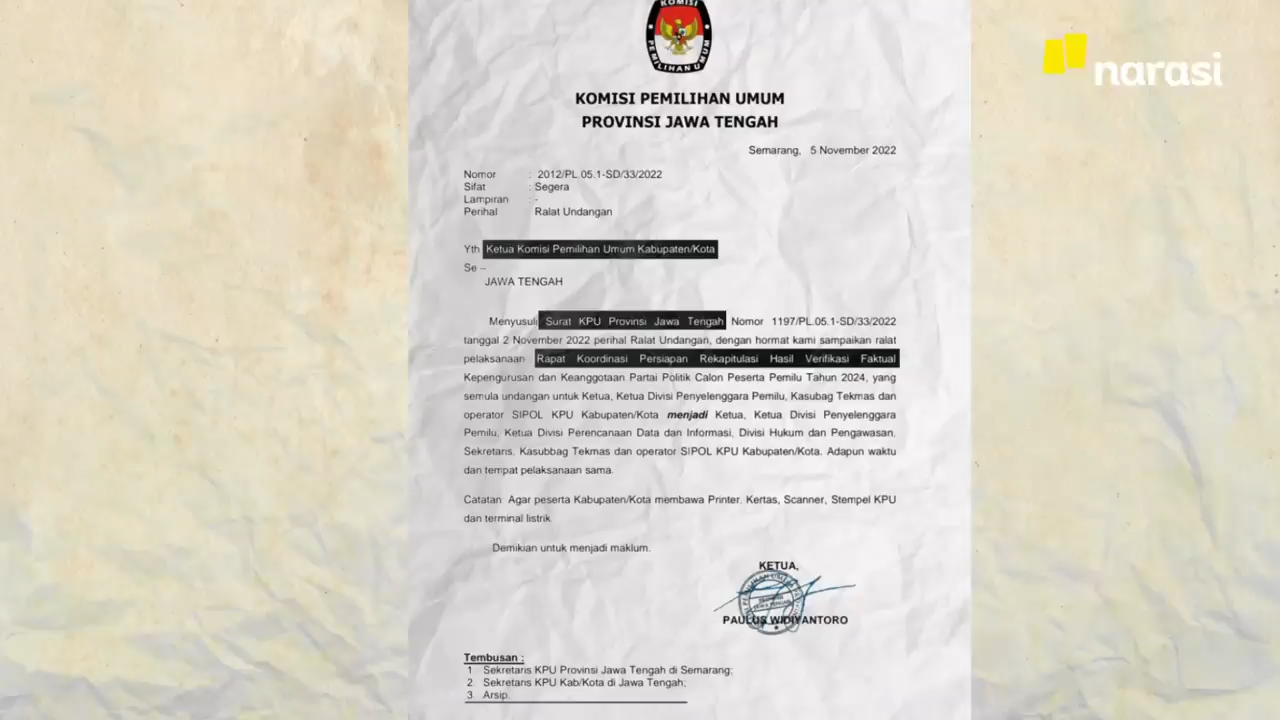 KOMISI
PEMILIHAN UMUM
narasi
KOMISI PEMILIHAN UMUM
PROVINSI JAWA TENGAH
Semarang, 5 November 2022
Nomor : 2012/PL.05.1-SD/33/2022
Sifat : Segera
Lampiran : -
Perihal : Ralat Undangan
Yth Ketua Komisi Pemilihan Umum Kabupaten/Kota
Se –
JAWA TENGAH
Menyusuli Surat KPU Provinsi Jawa Tengah Nomor 1197/PL.05.1-SD/33/2022
tanggal 2 November 2022 perihal Ralat Undangan, dengan hormat kami sampaikan ralat
pelaksanaan Rapat Koordinasi Persiapan Rekapitulasi Hasil Verifikasi Faktual
Kepengurusan dan Keanggotaan Partai Politik Calon Peserta Pemilu Tahun 2024, yang
semula undangan untuk Ketua, Ketua Divisi Penyelenggara Pemilu, Kasubag Tekmas dan
operator SIPOL KPU Kabupaten/Kota menjadi Ketua, Ketua Divisi Penyelenggara
Pemilu, Ketua Divisi Perencanaan Data dan Informasi, Divisi Hukum dan Pengawasan,
Sekretaris, Kasubbag Tekmas dan operator SIPOL KPU Kabupaten/Kota. Adapun waktu
dan tempat pelaksanaan sama.
Catatan: Agar peserta Kabupaten/Kota membawa Printer, Kertas, Scanner, Stempel KPU
dan terminal listrik
Demikian untuk menjadi maklum.
KETUA,
PAULUS WIDIYANTORO
Tembusan :
1. Sekretaris KPU Provinsi Jawa Tengah di Semarang;
2. Sekretaris KPU Kab/Kota di Jawa Tengah;
3. Arsip.